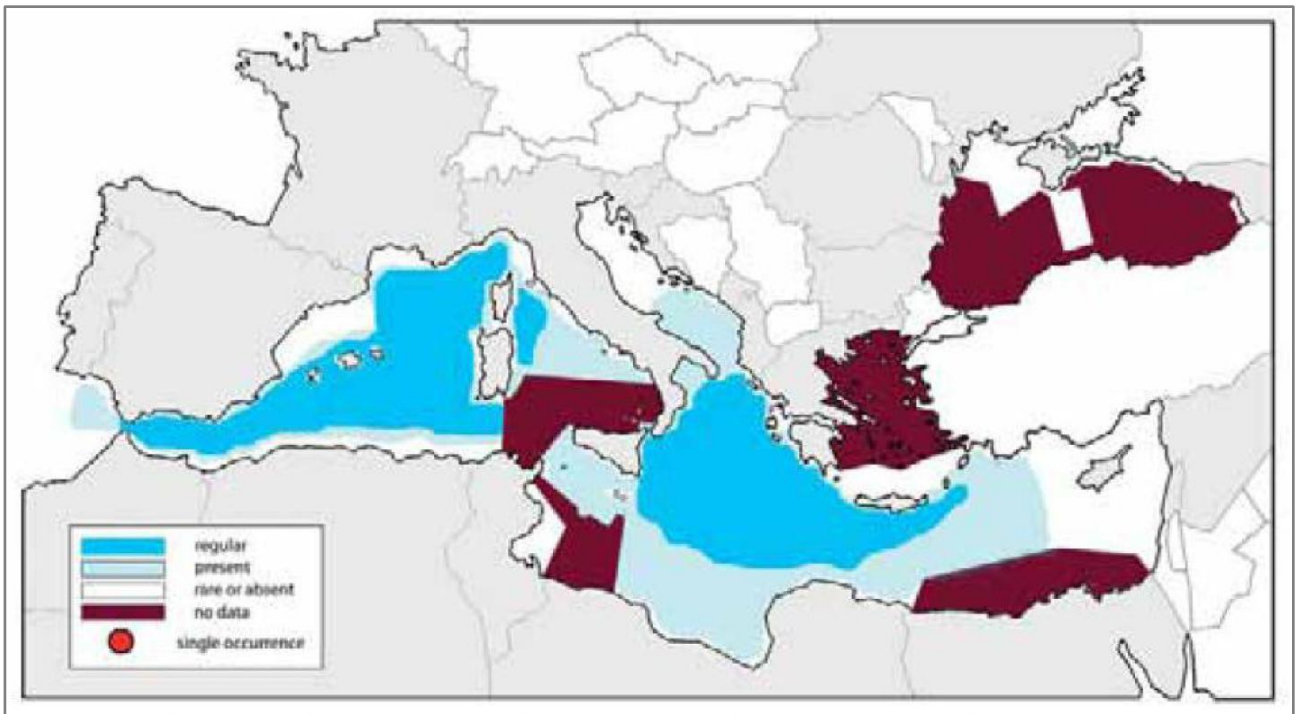 regular
present
rare or absent
no data
single occurrence